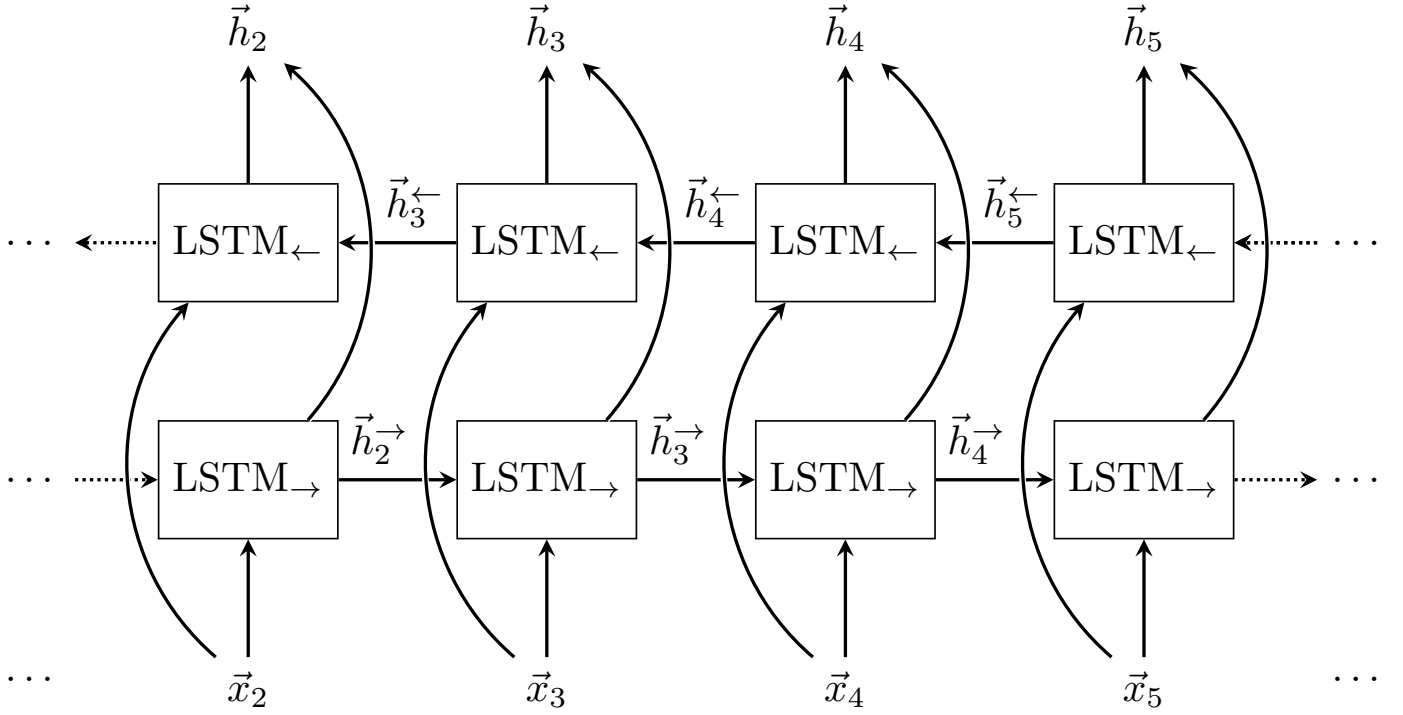 h⃗₂ h⃗₃ h⃗₄ h⃗₅
h⃗₃← h⃗₄← h⃗₅←
··· LSTM← LSTM← LSTM← LSTM← ···
h⃗₂→ h⃗₃→ h⃗₄→
··· LSTM→ LSTM→ LSTM→ LSTM→ ···
··· x⃗₂ x⃗₃ x⃗₄ x⃗₅ ···